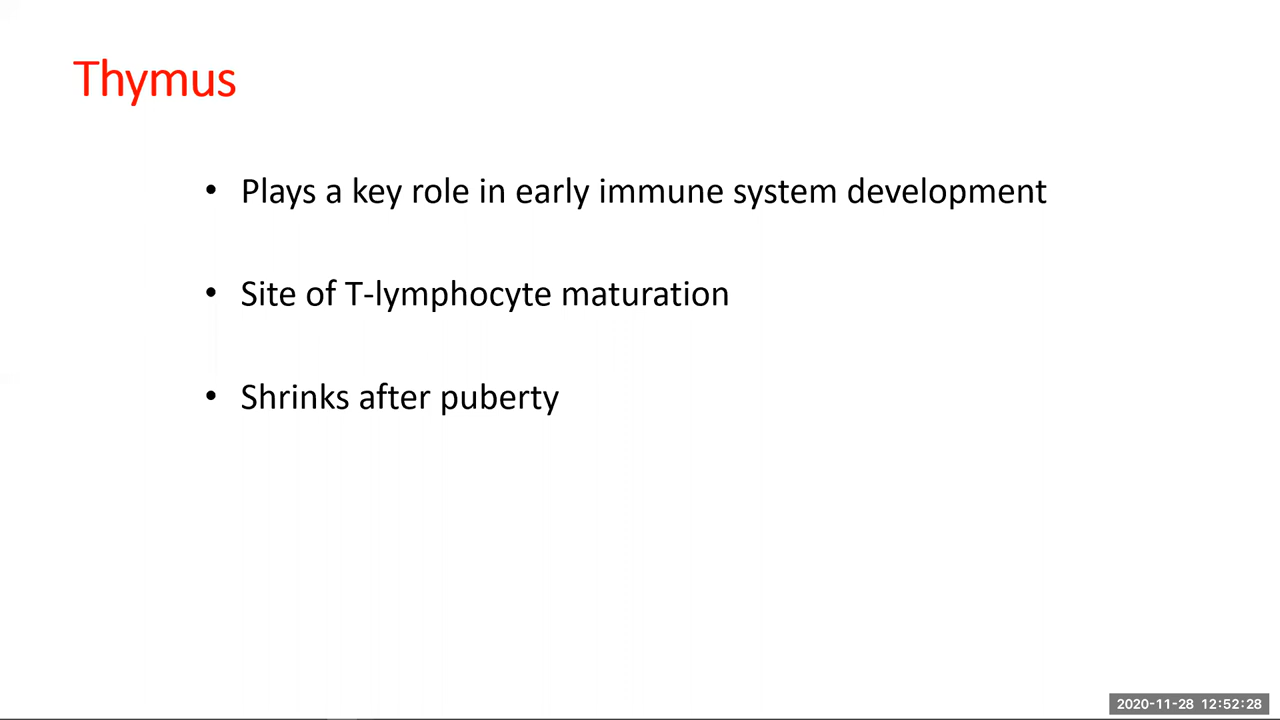 Thymus
• Plays a key role in early immune system development
• Site of T-lymphocyte maturation
• Shrinks after puberty
2020-11-28 12:52:28